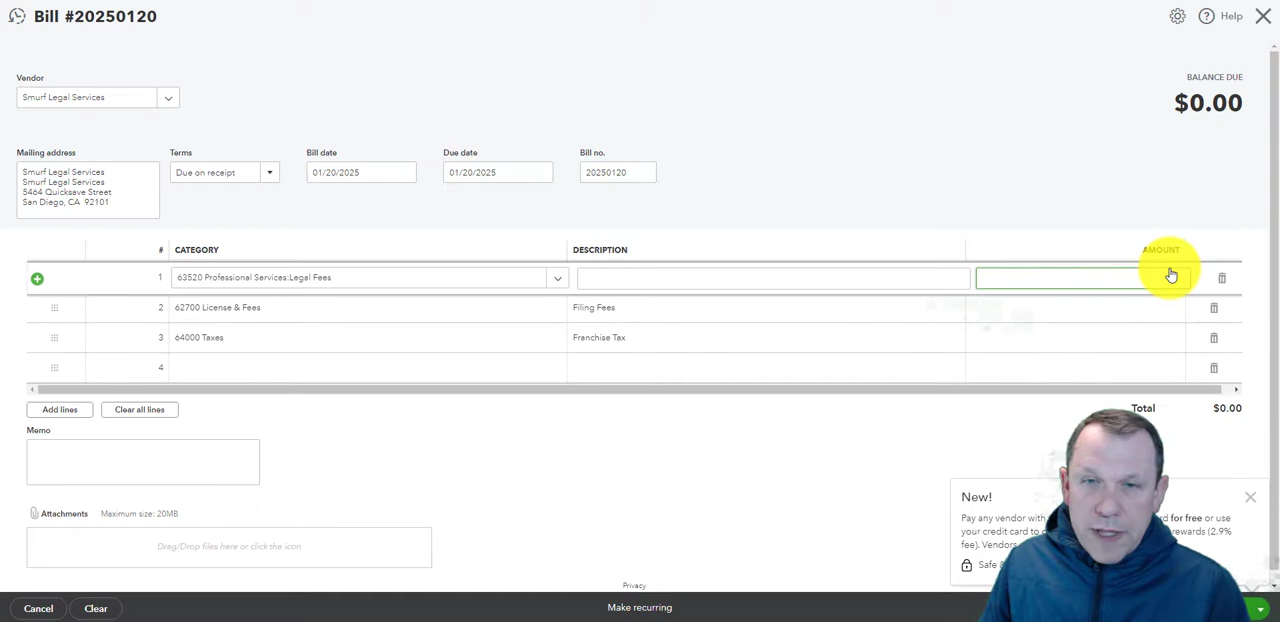 Bill #20250120
Help
Vendor
Smurf Legal Services
BALANCE DUE
$0.00
Mailing address
Terms
Bill date
Due date
Bill no.
Smurf Legal Services
Smurf Legal Services
5464 Quicksave Street
San Diego, CA 92101
Due on receipt
01/20/2025
01/20/2025
20250120
# CATEGORY DESCRIPTION AMOUNT
1 63520 Professional Services:Legal Fees
2 62700 License & Fees Filing Fees
3 64000 Taxes Franchise Tax
4
Add lines
Clear all lines
Total $0.00
Memo
Attachments Maximum size: 20MB
Drag/Drop files here or click the icon
New!
Pay any vendor with
for free or use
your credit card to
rewards (2.9%
fee). Vendors
Safe
Privacy
Cancel
Clear
Make recurring